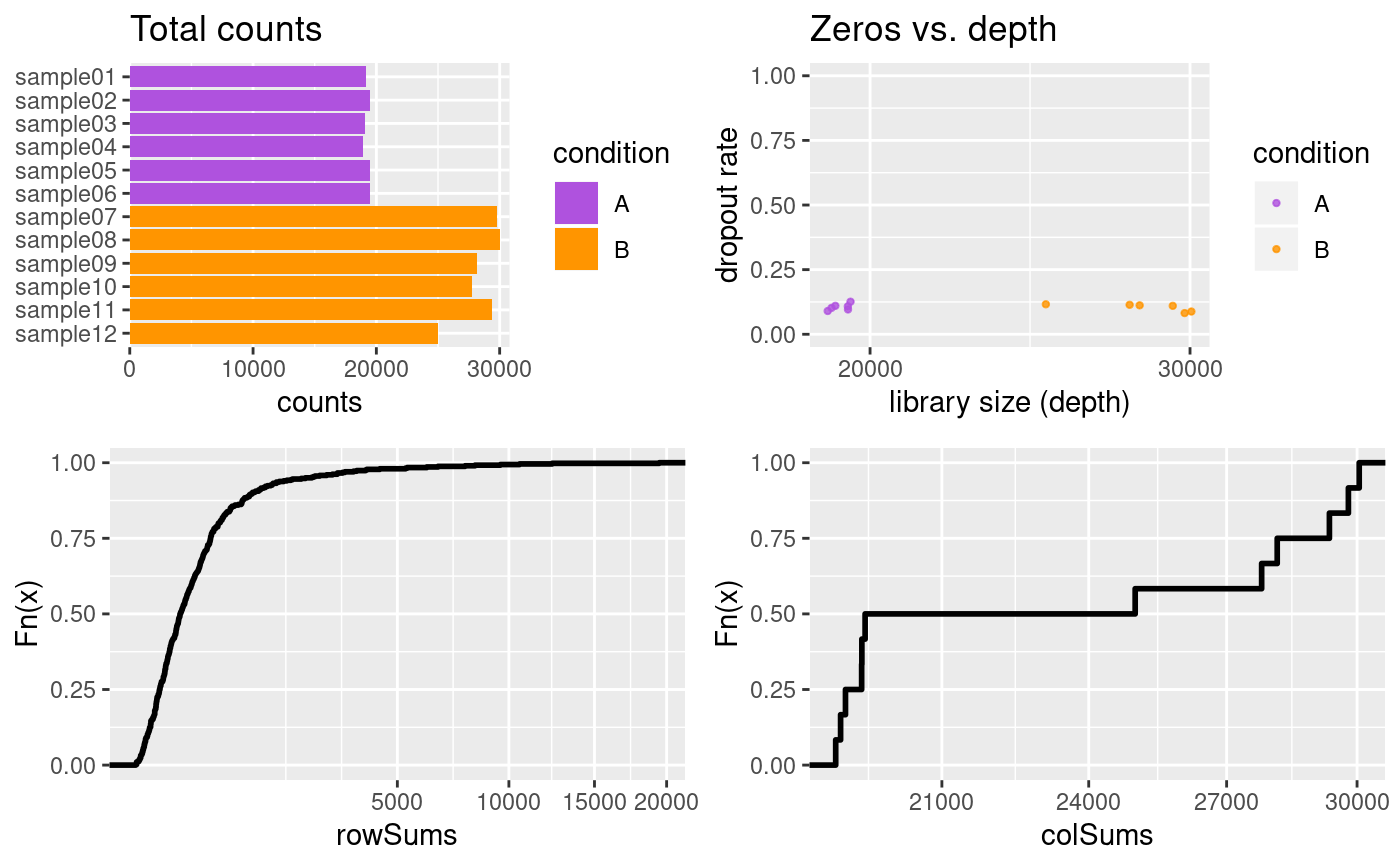 Total counts
sample01
sample02
sample03
sample04
sample05
sample06
sample07
sample08
sample09
sample10
sample11
sample12
0 10000 20000 30000
counts
condition
A
B
Zeros vs. depth
1.00
0.75
0.50
0.25
0.00
dropout rate
20000 30000
library size (depth)
condition
A
B
1.00
0.75
0.50
0.25
0.00
Fn(x)
5000 10000 15000 20000
rowSums
1.00
0.75
0.50
0.25
0.00
Fn(x)
21000 24000 27000 30000
colSums